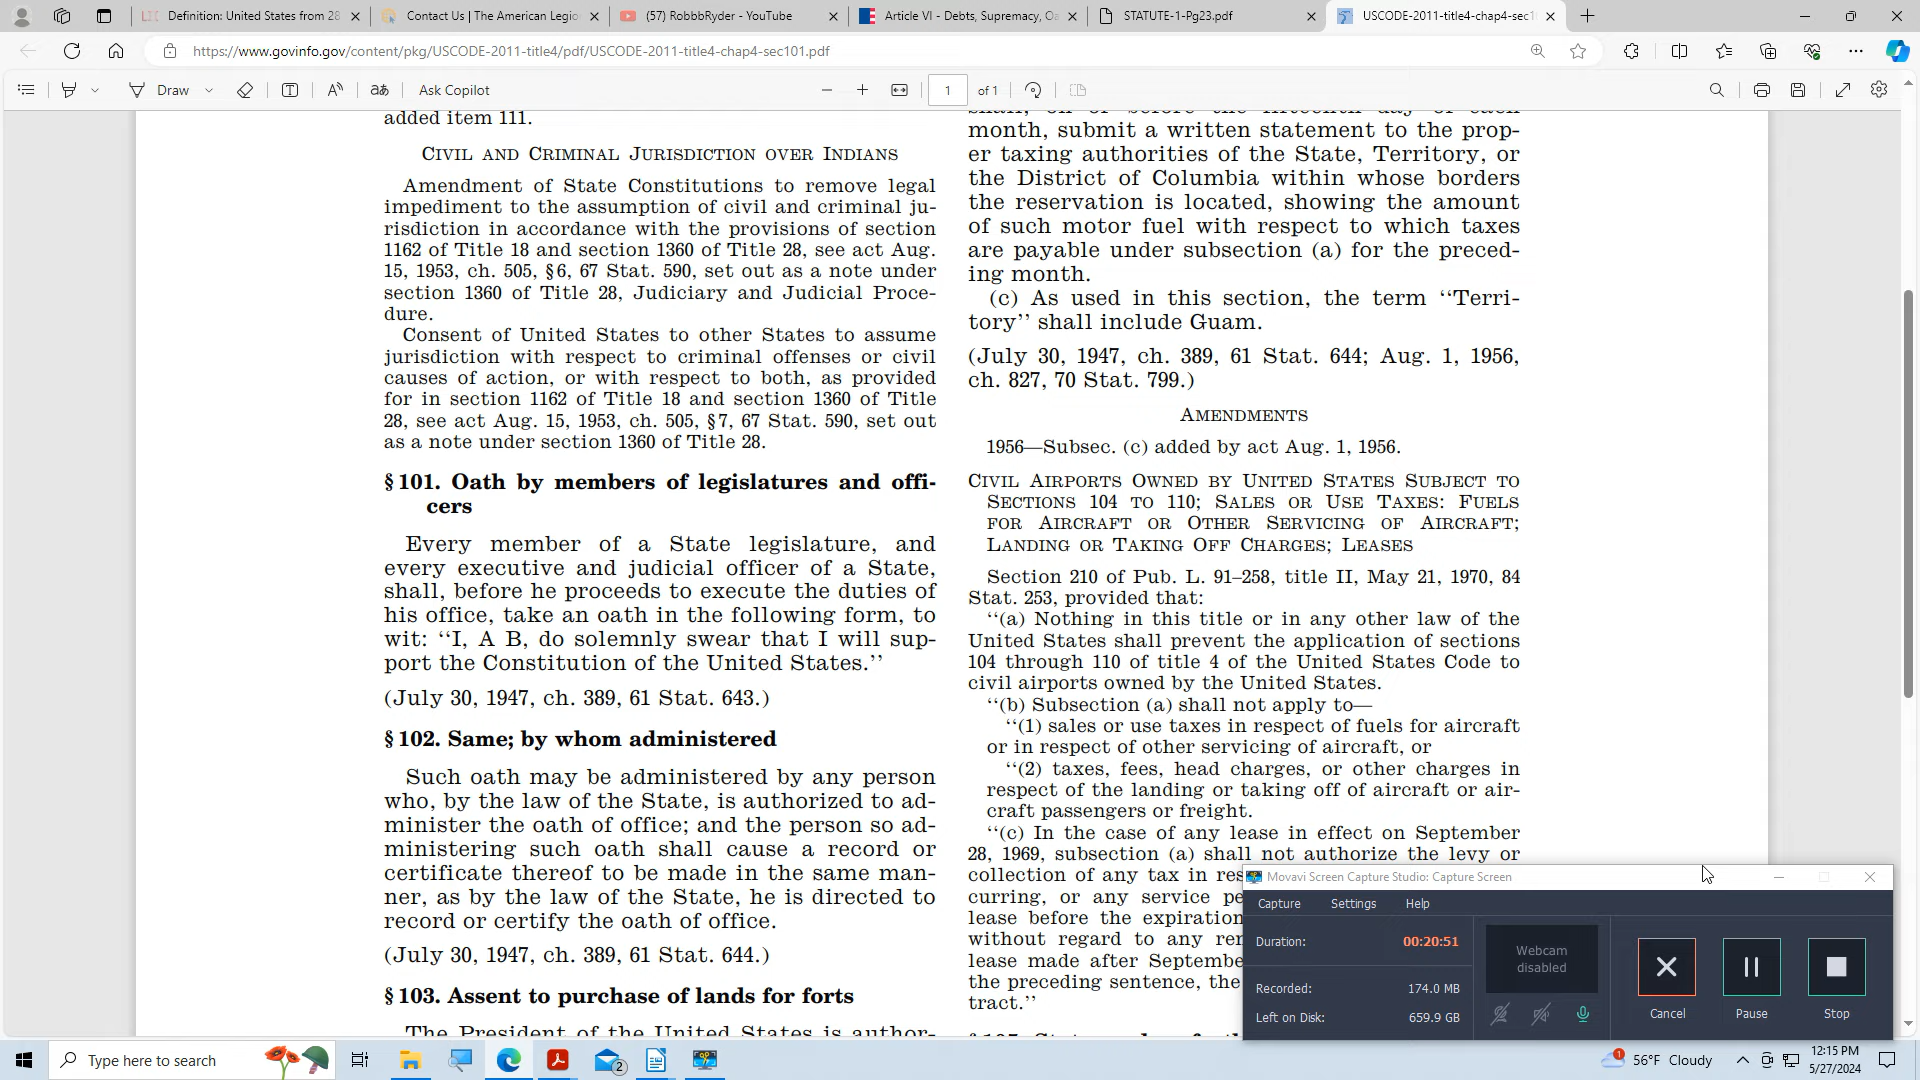 Definition: United States from 28
Contact Us | The American Legio
(57) RobbbRyder - YouTube
Article VI - Debts, Supremacy, Oa
STATUTE-1-Pg23.pdf
USCODE-2011-title4-chap4-sec1
https://www.govinfo.gov/content/pkg/USCODE-2011-title4/pdf/USCODE-2011-title4-chap4-sec101.pdf
Draw
Ask Copilot
1 of 1
added item 111.
CIVIL AND CRIMINAL JURISDICTION OVER INDIANS
Amendment of State Constitutions to remove legal
impediment to the assumption of civil and criminal ju-
risdiction in accordance with the provisions of section
1162 of Title 18 and section 1360 of Title 28, see act Aug.
15, 1953, ch. 505, §6, 67 Stat. 590, set out as a note under
section 1360 of Title 28, Judiciary and Judicial Proce-
dure.
Consent of United States to other States to assume
jurisdiction with respect to criminal offenses or civil
causes of action, or with respect to both, as provided
for in section 1162 of Title 18 and section 1360 of Title
28, see act Aug. 15, 1953, ch. 505, §7, 67 Stat. 590, set out
as a note under section 1360 of Title 28.
§101. Oath by members of legislatures and offi-
cers
Every member of a State legislature, and
every executive and judicial officer of a State,
shall, before he proceeds to execute the duties of
his office, take an oath in the following form, to
wit: ‘‘I, A B, do solemnly swear that I will sup-
port the Constitution of the United States.’’
(July 30, 1947, ch. 389, 61 Stat. 643.)
§102. Same; by whom administered
Such oath may be administered by any person
who, by the law of the State, is authorized to ad-
minister the oath of office; and the person so ad-
ministering such oath shall cause a record or
certificate thereof to be made in the same man-
ner, as by the law of the State, he is directed to
record or certify the oath of office.
(July 30, 1947, ch. 389, 61 Stat. 644.)
§103. Assent to purchase of lands for forts
The President of the United States is author-
shall, on or before the fifteenth day of each
month, submit a written statement to the prop-
er taxing authorities of the State, Territory, or
the District of Columbia within whose borders
the reservation is located, showing the amount
of such motor fuel with respect to which taxes
are payable under subsection (a) for the preced-
ing month.
(c) As used in this section, the term ‘‘Terri-
tory’’ shall include Guam.
(July 30, 1947, ch. 389, 61 Stat. 644; Aug. 1, 1956,
ch. 827, 70 Stat. 799.)
AMENDMENTS
1956—Subsec. (c) added by act Aug. 1, 1956.
CIVIL AIRPORTS OWNED BY UNITED STATES SUBJECT TO
SECTIONS 104 TO 110; SALES OR USE TAXES: FUELS
FOR AIRCRAFT OR OTHER SERVICING OF AIRCRAFT;
LANDING OR TAKING OFF CHARGES; LEASES
Section 210 of Pub. L. 91–258, title II, May 21, 1970, 84
Stat. 253, provided that:
‘‘(a) Nothing in this title or in any other law of the
United States shall prevent the application of sections
104 through 110 of title 4 of the United States Code to
civil airports owned by the United States.
‘‘(b) Subsection (a) shall not apply to—
‘‘(1) sales or use taxes in respect of fuels for aircraft
or in respect of other servicing of aircraft, or
‘‘(2) taxes, fees, head charges, or other charges in
respect of the landing or taking off of aircraft or air-
craft passengers or freight.
‘‘(c) In the case of any lease in effect on September
28, 1969, subsection (a) shall not authorize the levy or
collection of any tax in res
curring, or any service pe
lease before the expiration
without regard to any ren
lease made after Septembe
the preceding sentence, the
tract.’’
Movavi Screen Capture Studio: Capture Screen
Capture
Settings
Help
Duration: 00:20:51
Recorded: 174.0 MB
Left on Disk: 659.9 GB
Webcam
disabled
Cancel
Pause
Stop
Type here to search
2
1
56°F Cloudy
12:15 PM
5/27/2024